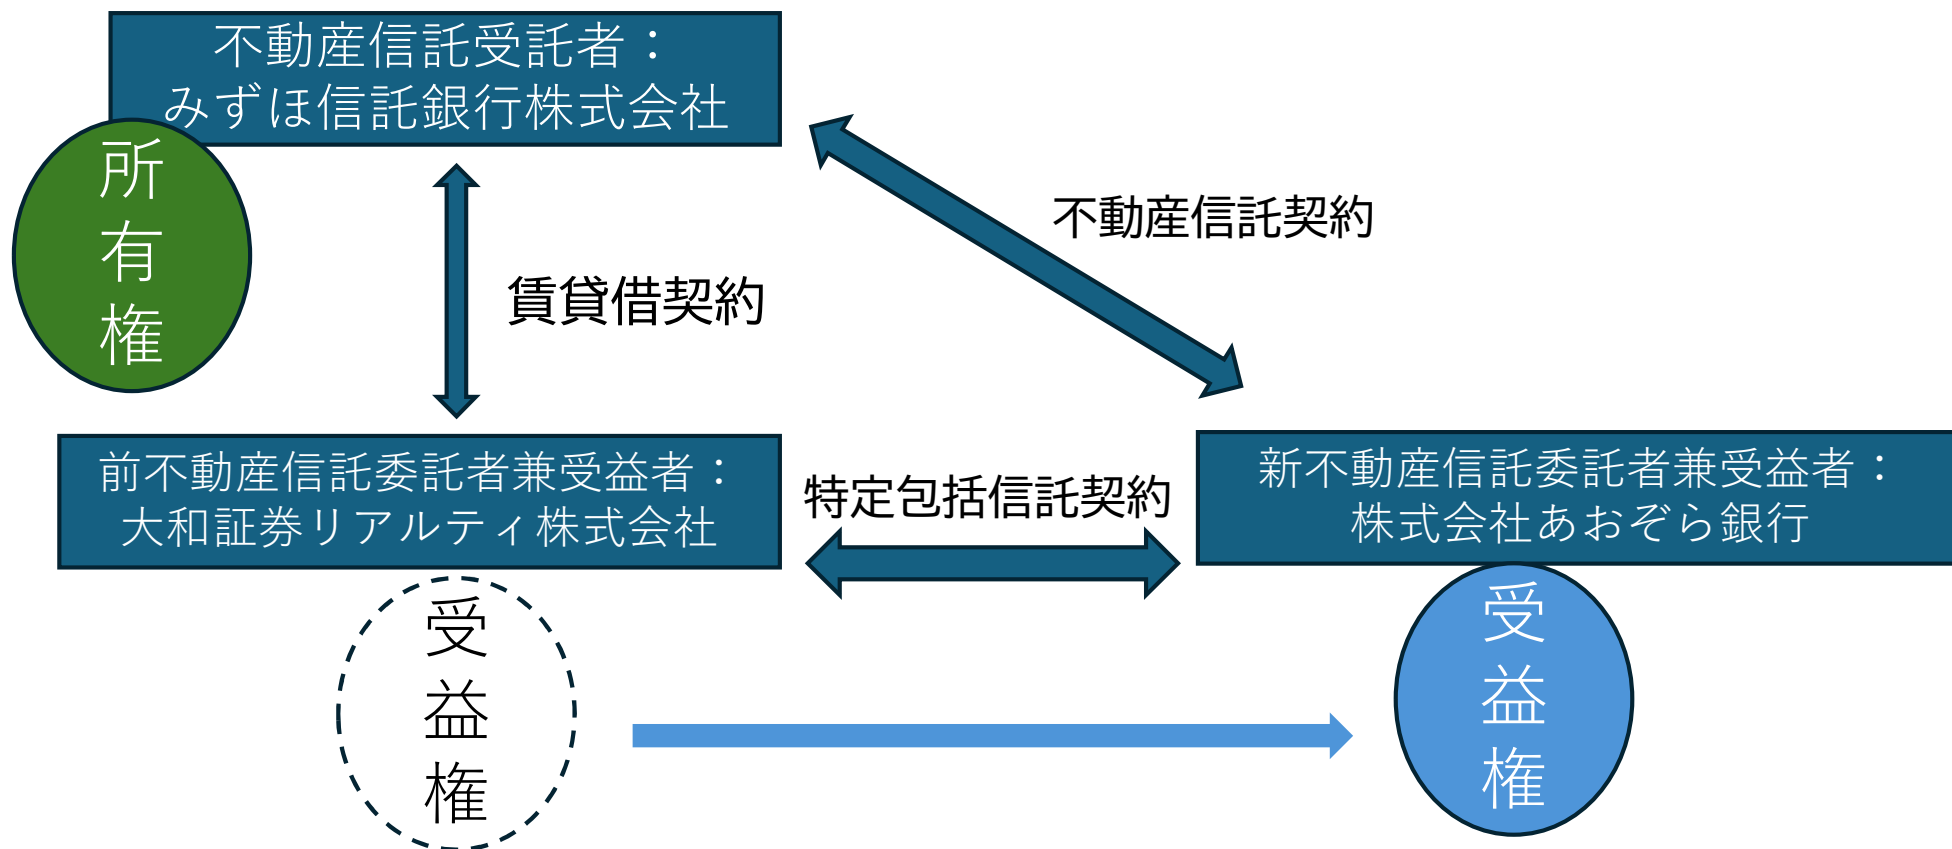 不動産信託受託者：
みずほ信託銀行株式会社
所
有
権
不動産信託契約
賃貸借契約
前不動産信託委託者兼受益者：
大和証券リアルティ株式会社
特定包括信託契約
新不動産信託委託者兼受益者：
株式会社あおぞら銀行
受
益
権
受
益
権